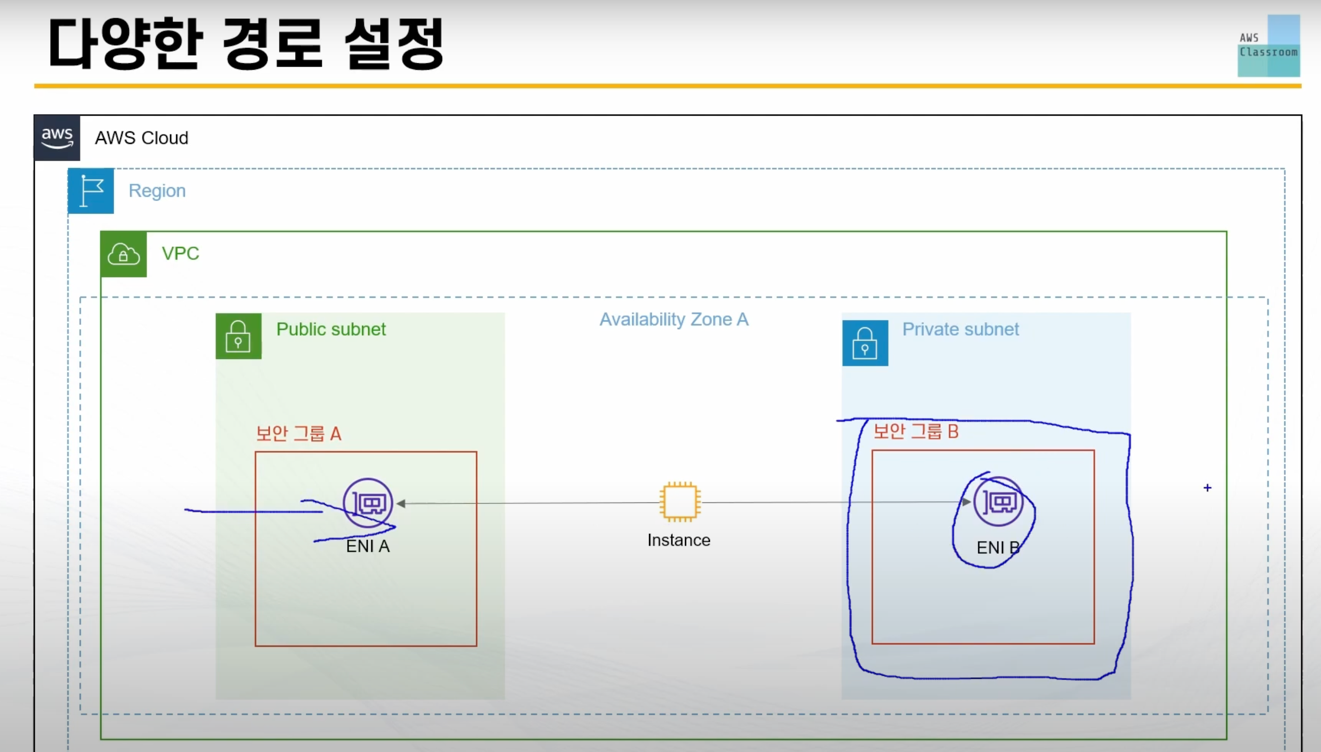 다양한 경로 설정
AWS
Classroom
aws
AWS Cloud
Region
VPC
Availability Zone A
Public subnet
Private subnet
보안 그룹 A
보안 그룹 B
Instance
ENI A
ENI B